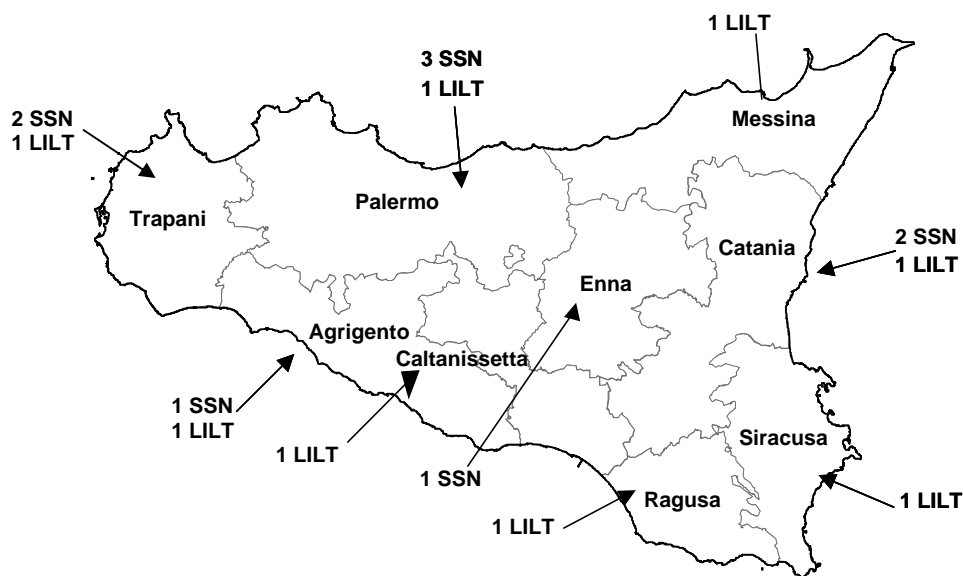 1 LILT
3 SSN
1 LILT
Messina
2 SSN
1 LILT
Palermo
Trapani
Catania
2 SSN
1 LILT
Enna
Agrigento
Caltanissetta
1 SSN
1 LILT
Siracusa
1 LILT
1 SSN
Ragusa
1 LILT
1 LILT